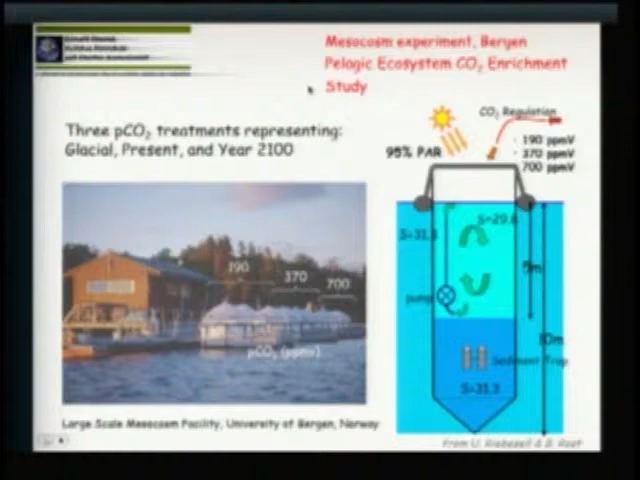 Mesocosm experiment, Bergen
Pelagic Ecosystem CO2 Enrichment
Study
Three pCO2 treatments representing:
Glacial, Present, and Year 2100
CO2 Regulation
95% PAR
190 ppmV
370 ppmV
700 ppmV
190
370
700
pCO2 (ppmv)
S=29.8
S=31.3
5m
pump
10m
Sediment Trap
S=31.3
Large Scale Mesocosm Facility, University of Bergen, Norway
From U. Riebesell & B. Rost